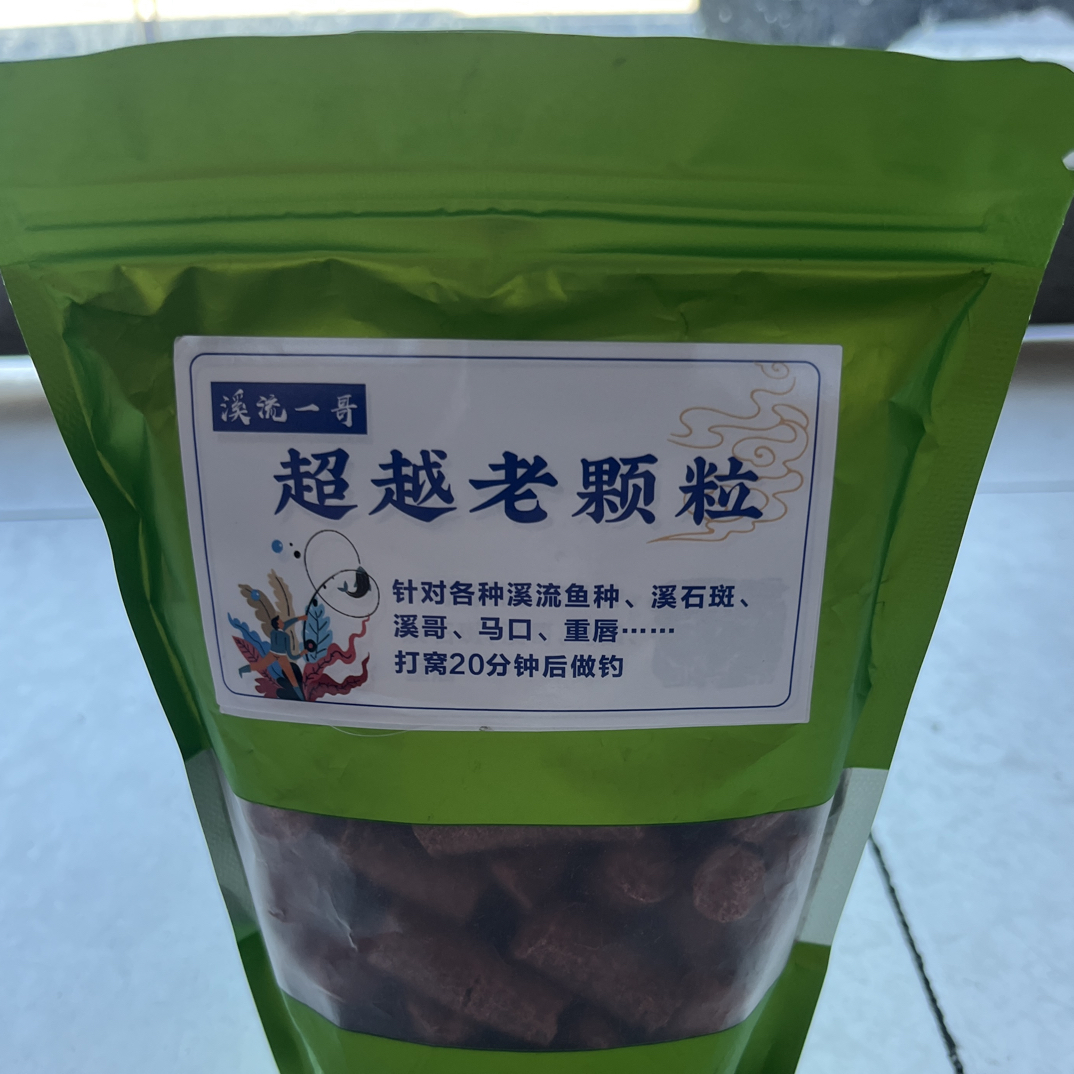 溪流一哥
超越老颗粒
针对各种溪流鱼种、溪石斑、
溪哥、马口、重唇……
打窝20分钟后做钓